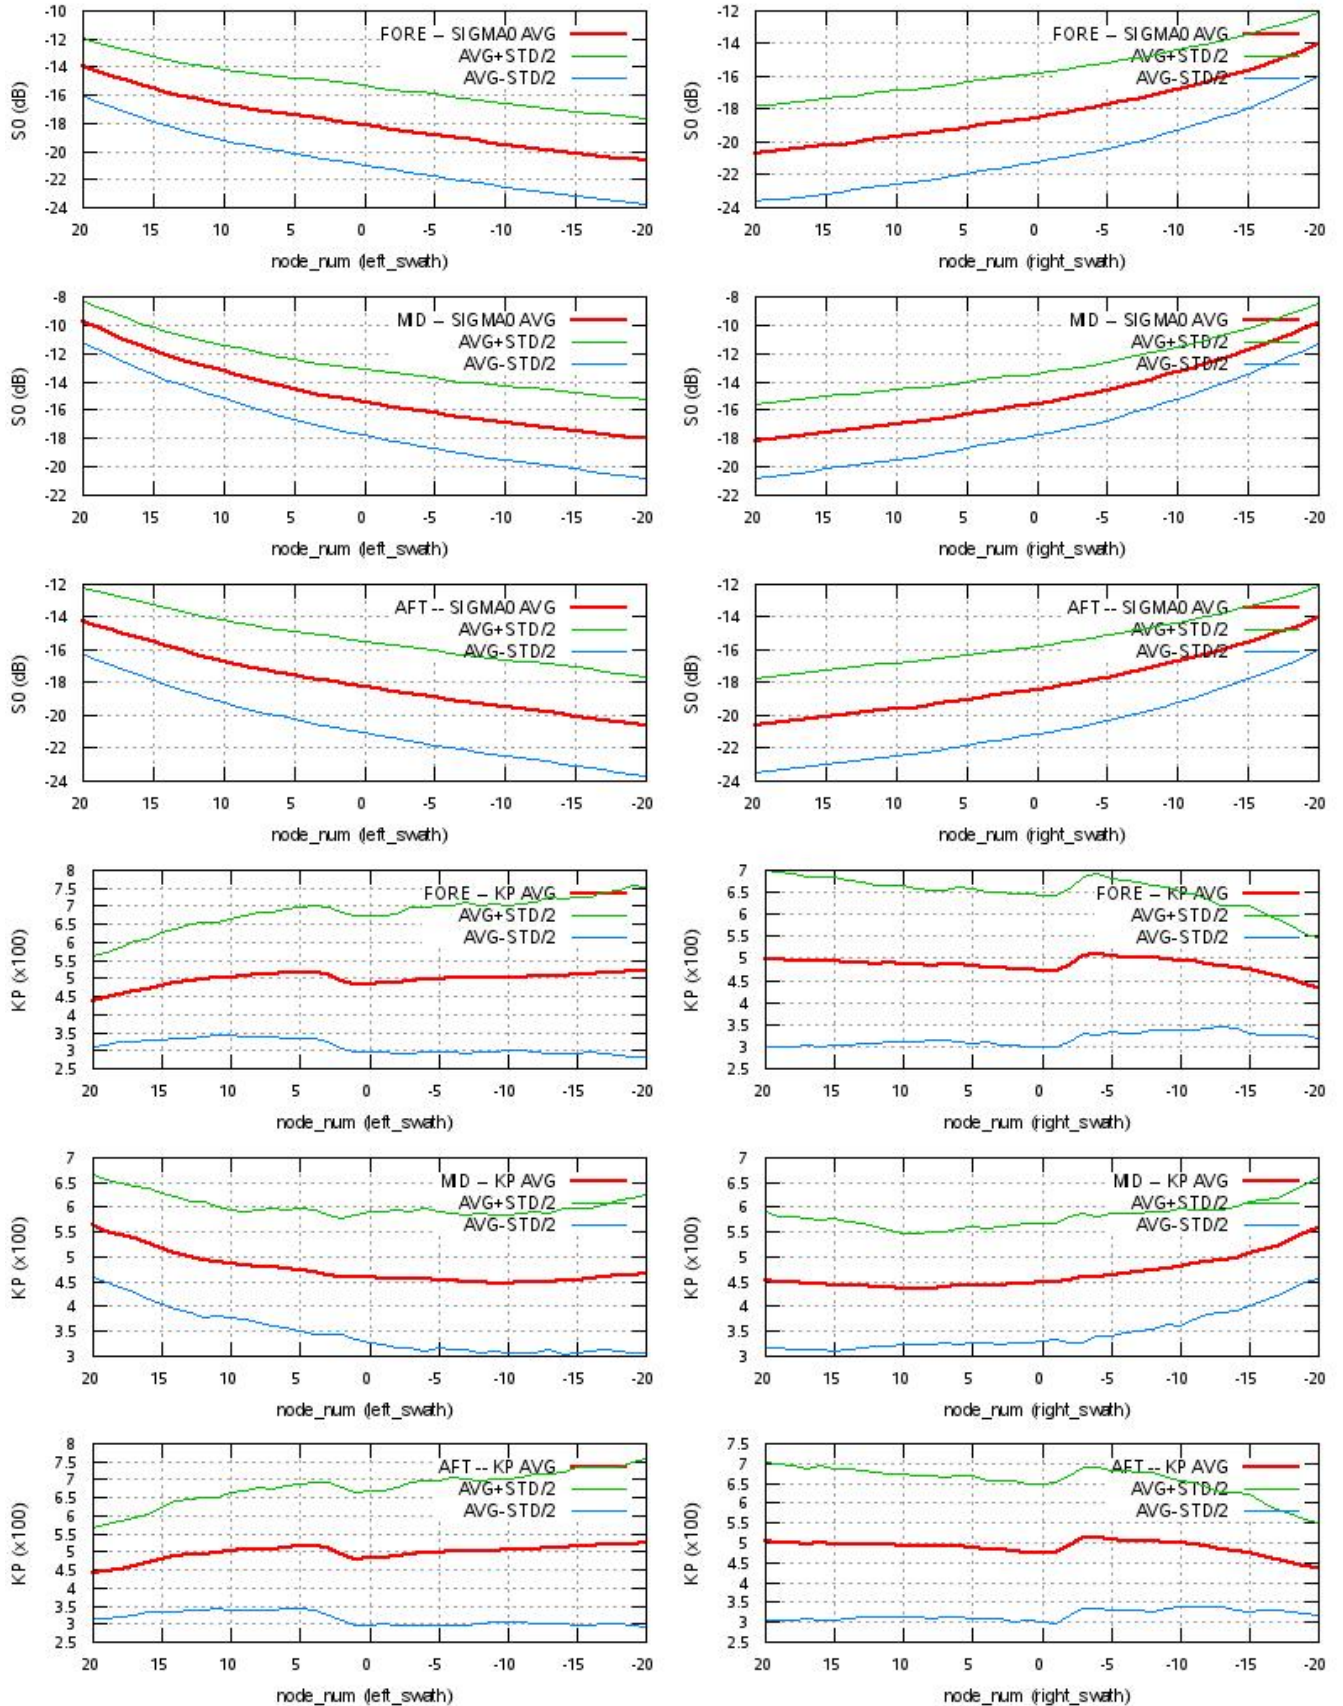 S0 (dB)
-10
-12
-14
-16
-18
-20
-22
-24
FORE -- SIGMA0 AVG
AVG+STD/2
AVG-STD/2
20 15 10 5 0 -5 -10 -15 -20
node_num (left_swath)
S0 (dB)
-12
-14
-16
-18
-20
-22
-24
FORE -- SIGMA0 AVG
AVG+STD/2
AVG-STD/2
20 15 10 5 0 -5 -10 -15 -20
node_num (right_swath)
S0 (dB)
-8
-10
-12
-14
-16
-18
-20
-22
MID -- SIGMA0 AVG
AVG+STD/2
AVG-STD/2
20 15 10 5 0 -5 -10 -15 -20
node_num (left_swath)
S0 (dB)
-8
-10
-12
-14
-16
-18
-20
-22
MID -- SIGMA0 AVG
AVG+STD/2
AVG-STD/2
20 15 10 5 0 -5 -10 -15 -20
node_num (right_swath)
S0 (dB)
-12
-14
-16
-18
-20
-22
-24
AFT -- SIGMA0 AVG
AVG+STD/2
AVG-STD/2
20 15 10 5 0 -5 -10 -15 -20
node_num (left_swath)
S0 (dB)
-12
-14
-16
-18
-20
-22
-24
AFT -- SIGMA0 AVG
AVG+STD/2
AVG-STD/2
20 15 10 5 0 -5 -10 -15 -20
node_num (right_swath)
KP (x100)
8
7.5
7
6.5
6
5.5
5
4.5
4
3.5
3
2.5
FORE -- KP AVG
AVG+STD/2
AVG-STD/2
20 15 10 5 0 -5 -10 -15 -20
node_num (left_swath)
KP (x100)
7
6.5
6
5.5
5
4.5
4
3.5
3
2.5
FORE -- KP AVG
AVG+STD/2
AVG-STD/2
20 15 10 5 0 -5 -10 -15 -20
node_num (right_swath)
KP (x100)
7
6.5
6
5.5
5
4.5
4
3.5
3
MID -- KP AVG
AVG+STD/2
AVG-STD/2
20 15 10 5 0 -5 -10 -15 -20
node_num (left_swath)
KP (x100)
7
6.5
6
5.5
5
4.5
4
3.5
3
MID -- KP AVG
AVG+STD/2
AVG-STD/2
20 15 10 5 0 -5 -10 -15 -20
node_num (right_swath)
KP (x100)
8
7.5
7
6.5
6
5.5
5
4.5
4
3.5
3
2.5
AFT -- KP AVG
AVG+STD/2
AVG-STD/2
20 15 10 5 0 -5 -10 -15 -20
node_num (left_swath)
KP (x100)
7.5
7
6.5
6
5.5
5
4.5
4
3.5
3
2.5
AFT -- KP AVG
AVG+STD/2
AVG-STD/2
20 15 10 5 0 -5 -10 -15 -20
node_num (right_swath)